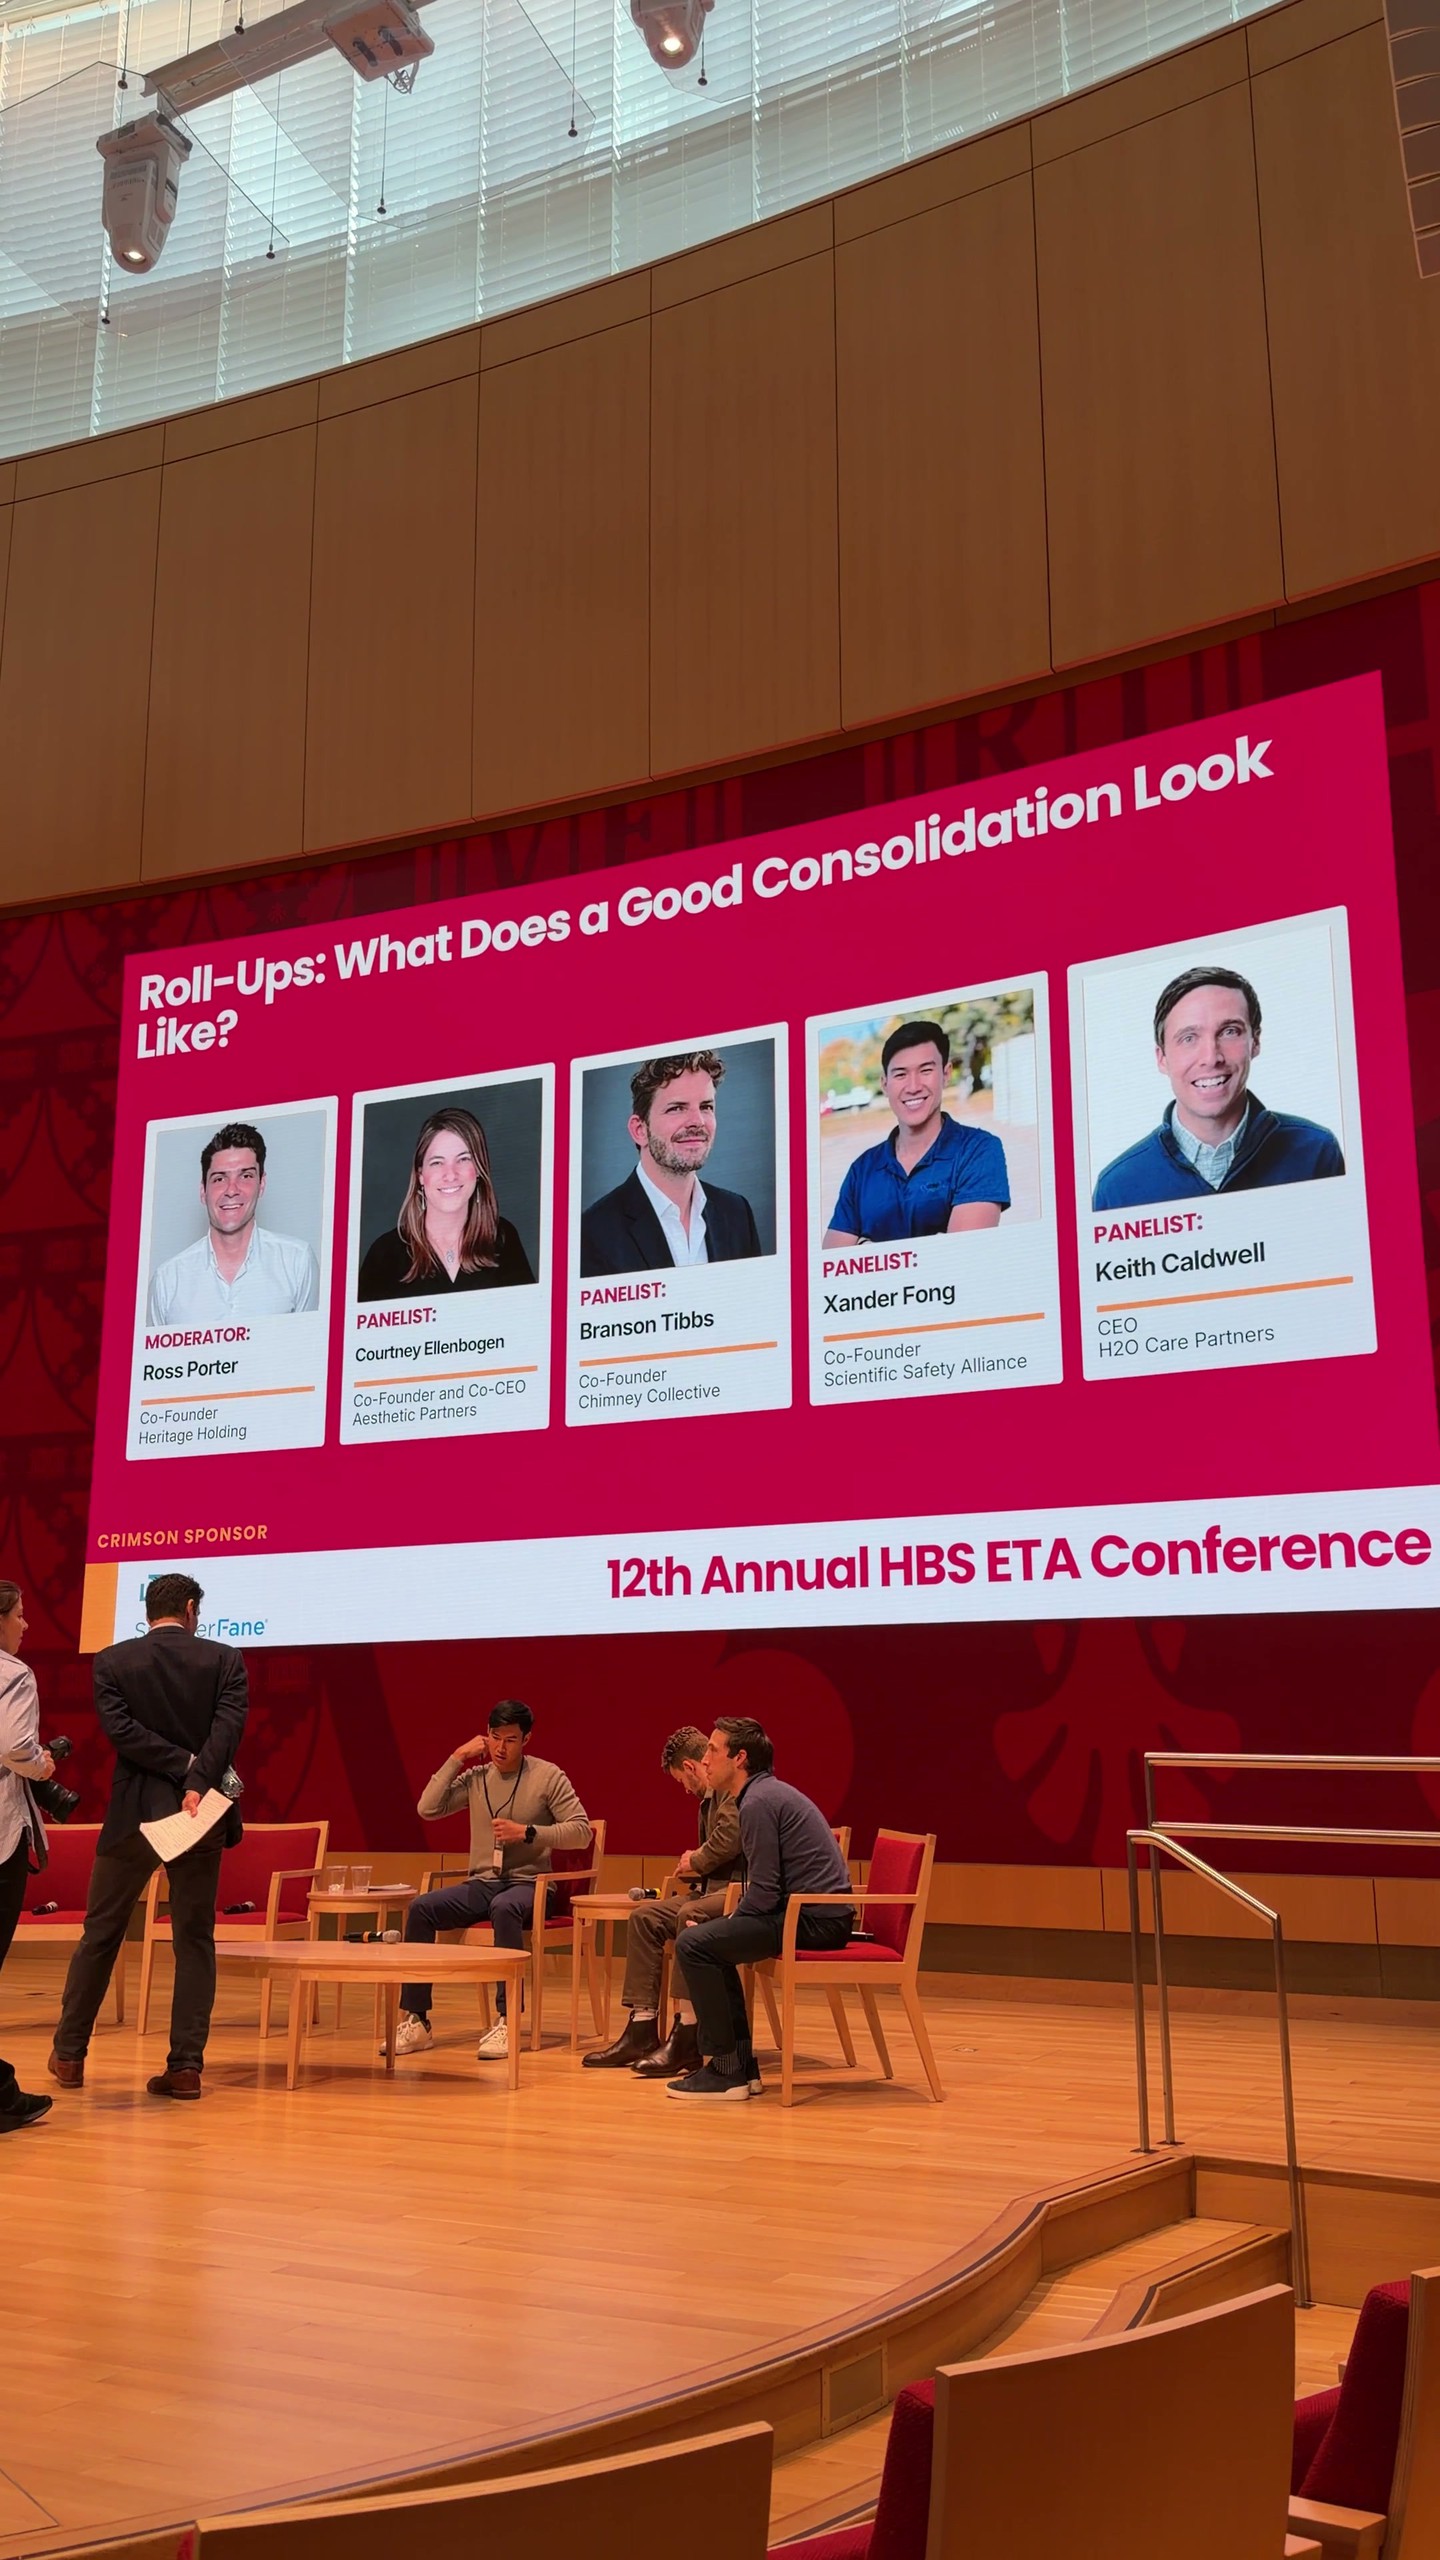 Roll-Ups: What Does a Good Consolidation Look
Like?
MODERATOR:
Ross Porter
Co-Founder
Heritage Holding
PANELIST:
Courtney Ellenbogen
Co-Founder and Co-CEO
Aesthetic Partners
PANELIST:
Branson Tibbs
Co-Founder
Chimney Collective
PANELIST:
Xander Fong
Co-Founder
Scientific Safety Alliance
PANELIST:
Keith Caldwell
CEO
H2O Care Partners
CRIMSON SPONSOR
12th Annual HBS ETA Conference